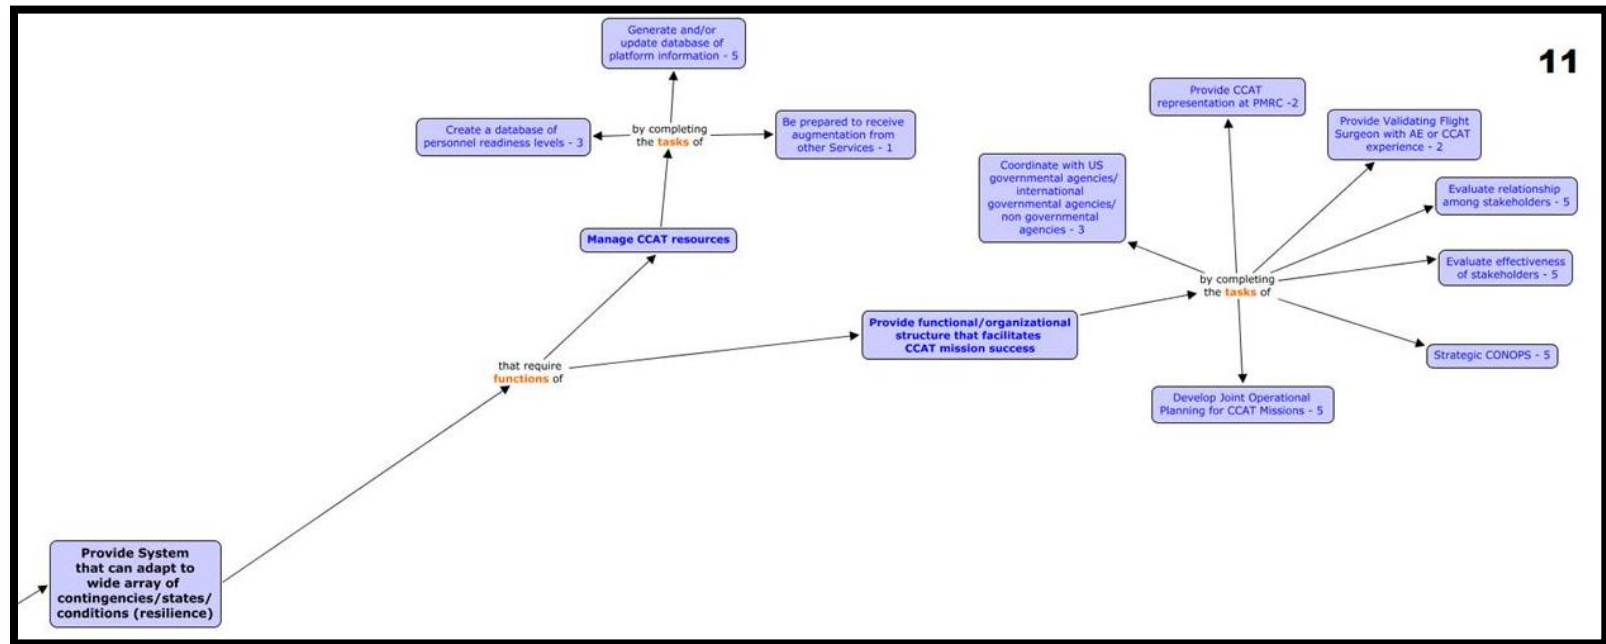 11
Generate and/or
update database of
platform information - 5
Create a database of
personnel readiness levels - 3
by completing
the tasks of
Be prepared to receive
augmentation from
other Services - 1
Manage CCAT resources
Provide CCAT
representation at PMRC -2
Provide Validating Flight
Surgeon with AE or CCAT
experience - 2
Coordinate with US
governmental agencies/
international
governmental agencies/
non governmental
agencies - 3
Evaluate relationship
among stakeholders - 5
Evaluate effectiveness
of stakeholders - 5
by completing
the tasks of
Provide functional/organizational
structure that facilitates
CCAT mission success
Strategic CONOPS - 5
Develop Joint Operational
Planning for CCAT Missions - 5
that require
functions of
Provide System
that can adapt to
wide array of
contingencies/states/
conditions (resilience)